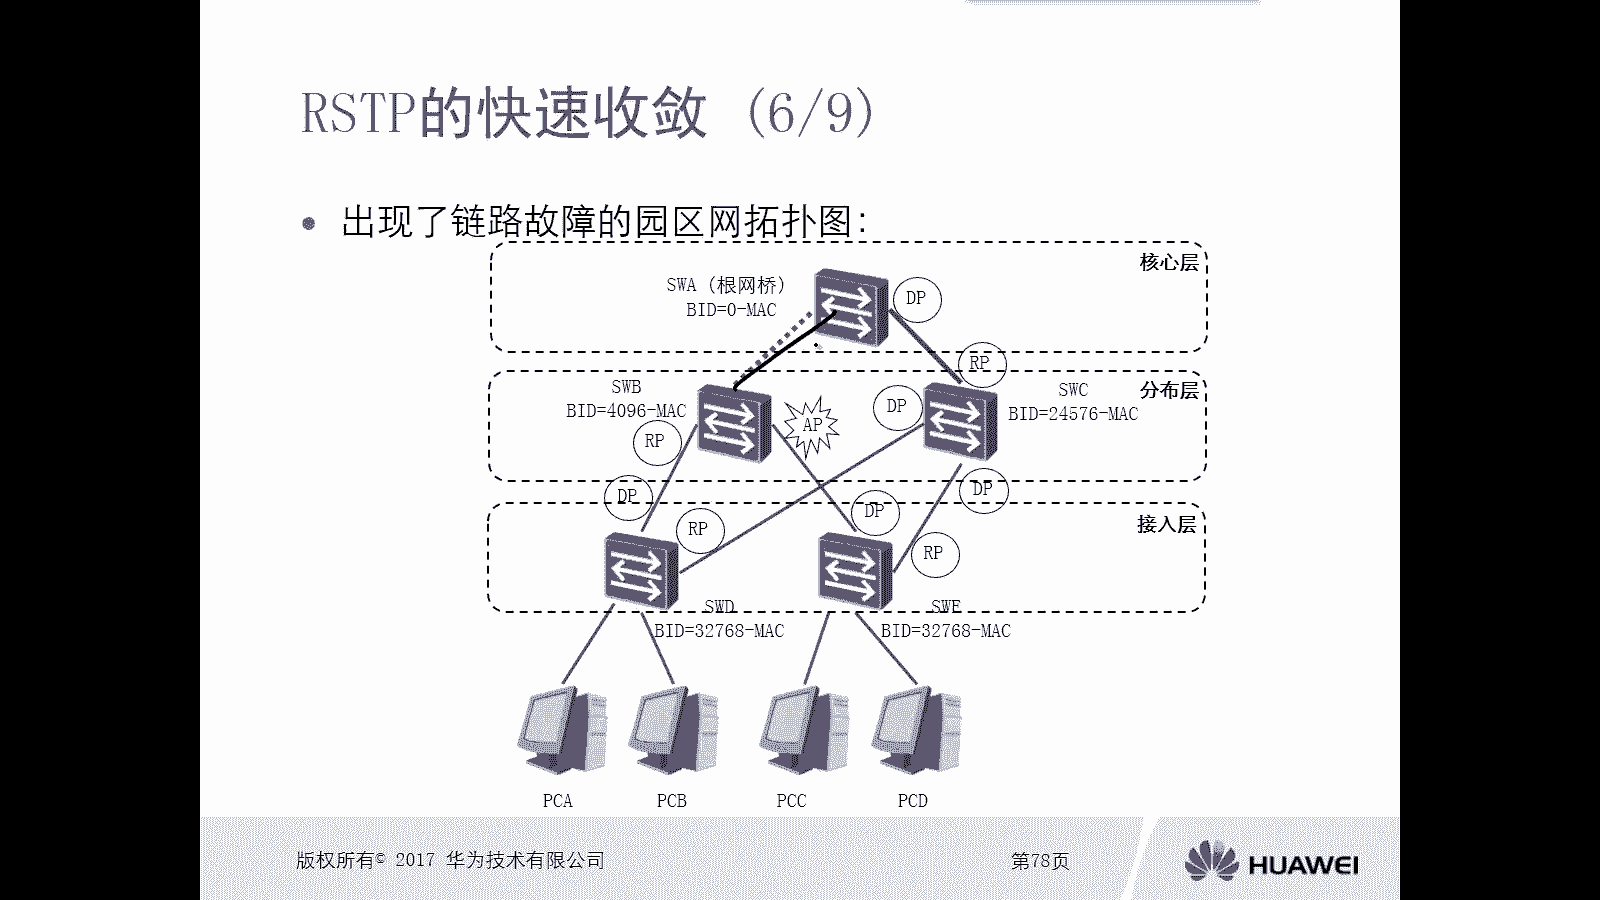 RSTP的快速收敛 (6/9)
出现了链路故障的园区网拓扑图：
核心层
SWA（根网桥）
BID=0-MAC
DP
RP
SWB
BID=4096-MAC
SWC
BID=24576-MAC
分布层
DP
AP
RP
DP
DP
DP
RP
RP
接入层
SWD
BID=32768-MAC
SWE
BID=32768-MAC
PCA
PCB
PCC
PCD
版权所有© 2017 华为技术有限公司
第78页
HUAWEI